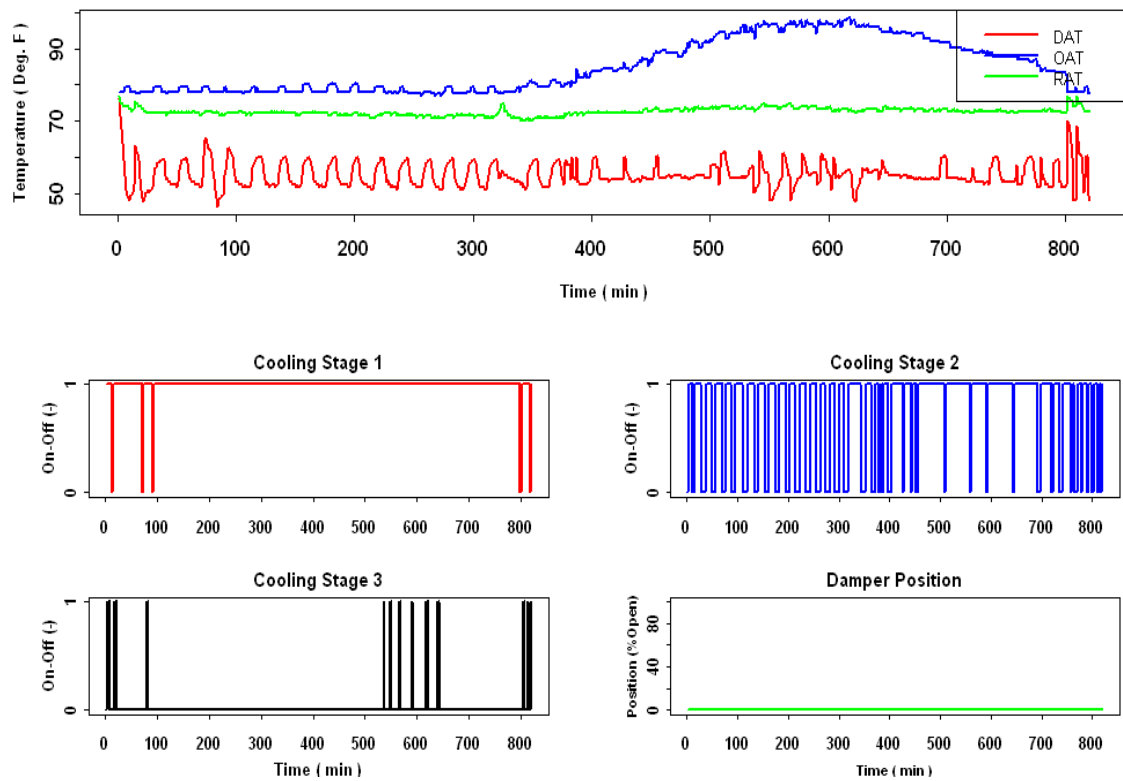 Temperature ( Deg. F )
90
70
50
DAT
OAT
RAT
0 100 200 300 400 500 600 700 800
Time ( min )
Cooling Stage 1
On-Off (-)
1
0
0 100 200 300 400 500 600 700 800
Cooling Stage 2
On-Off (-)
1
0
0 100 200 300 400 500 600 700 800
Cooling Stage 3
On-Off (-)
1
0
0 100 200 300 400 500 600 700 800
Time ( min )
Damper Position
Position (%Open)
80
40
0
0 100 200 300 400 500 600 700 800
Time ( min )